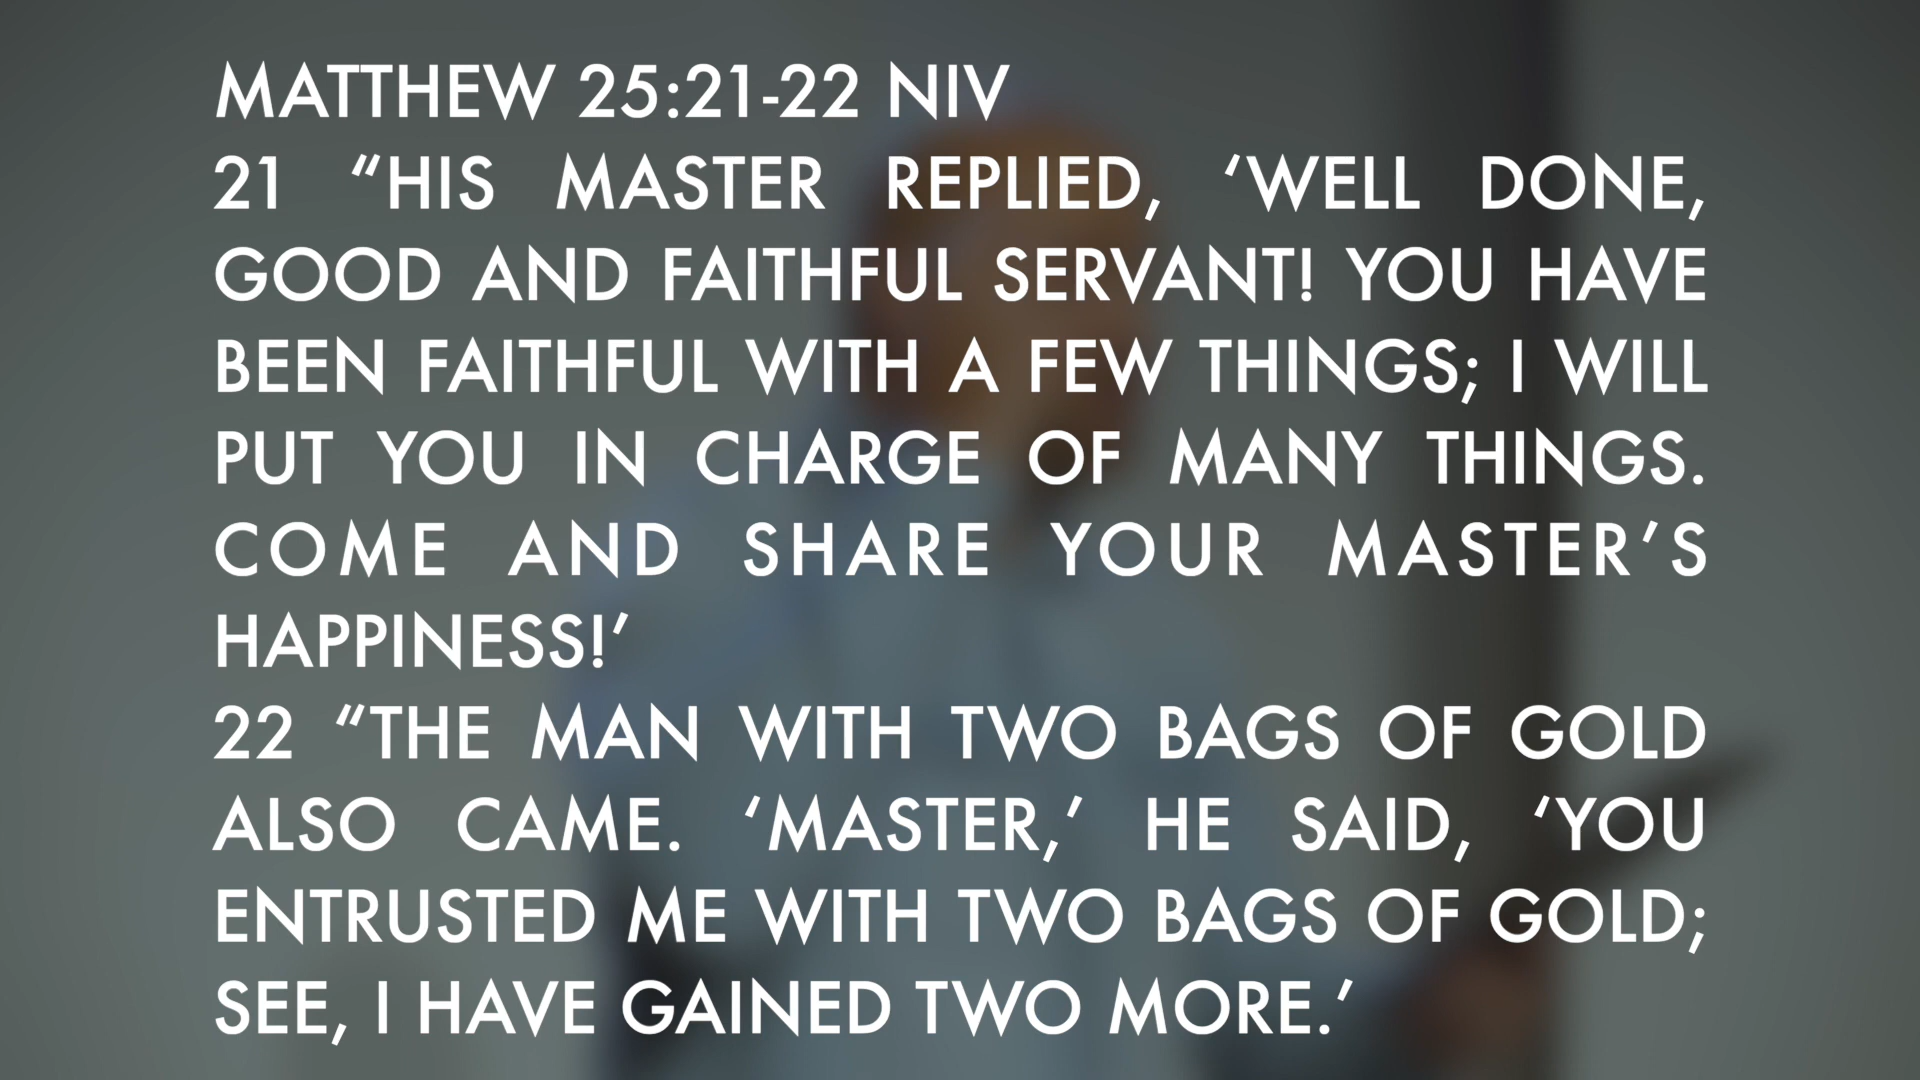 MATTHEW 25:21-22 NIV
21 “HIS MASTER REPLIED, ‘WELL DONE,
GOOD AND FAITHFUL SERVANT! YOU HAVE
BEEN FAITHFUL WITH A FEW THINGS; I WILL
PUT YOU IN CHARGE OF MANY THINGS.
COME AND SHARE YOUR MASTER’S
HAPPINESS!’
22 “THE MAN WITH TWO BAGS OF GOLD
ALSO CAME. ‘MASTER,’ HE SAID, ‘YOU
ENTRUSTED ME WITH TWO BAGS OF GOLD;
SEE, I HAVE GAINED TWO MORE.’